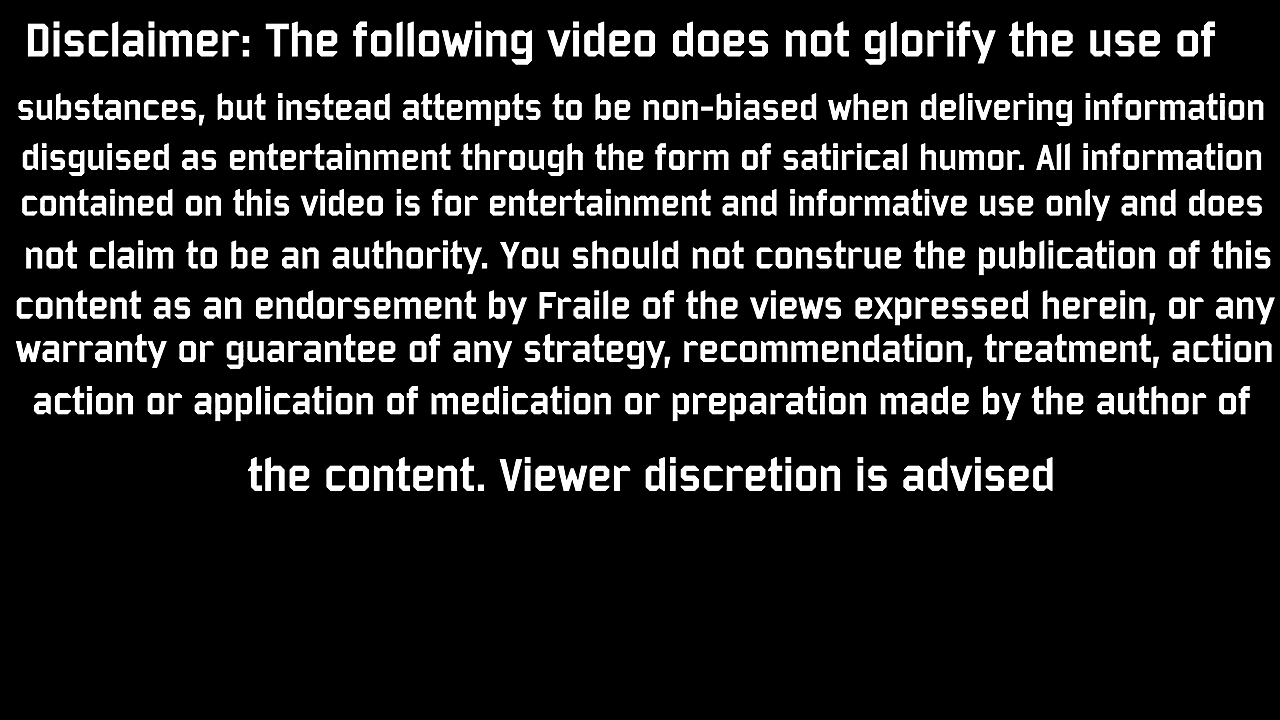 Disclaimer: The following video does not glorify the use of
substances, but instead attempts to be non-biased when delivering information
disguised as entertainment through the form of satirical humor. All information
contained on this video is for entertainment and informative use only and does
not claim to be an authority. You should not construe the publication of this
content as an endorsement by Fraile of the views expressed herein, or any
warranty or guarantee of any strategy, recommendation, treatment, action
action or application of medication or preparation made by the author of
the content. Viewer discretion is advised